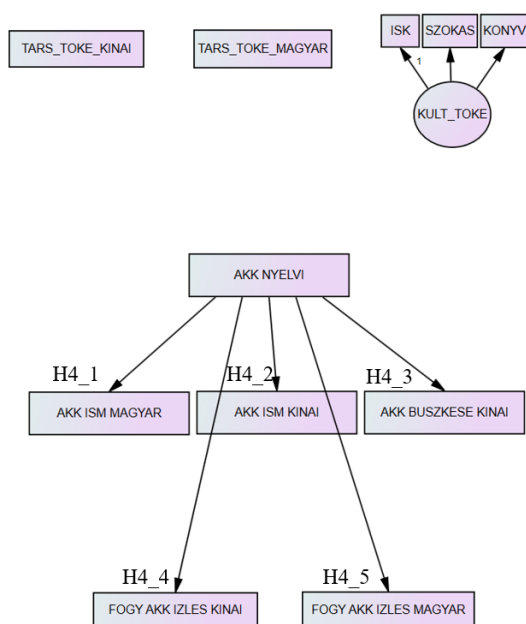 ISK SZOKAS KONYV
TARS_TOKE_KINAI TARS_TOKE_MAGYAR
1
KULT_TOKE
AKK NYELVI
H4_1 H4_2 H4_3
AKK ISM MAGYAR AKK ISM KINAI AKK BUSZKESE KINAI
H4_4 H4_5
FOGY AKK IZLES KINAI FOGY AKK IZLES MAGYAR